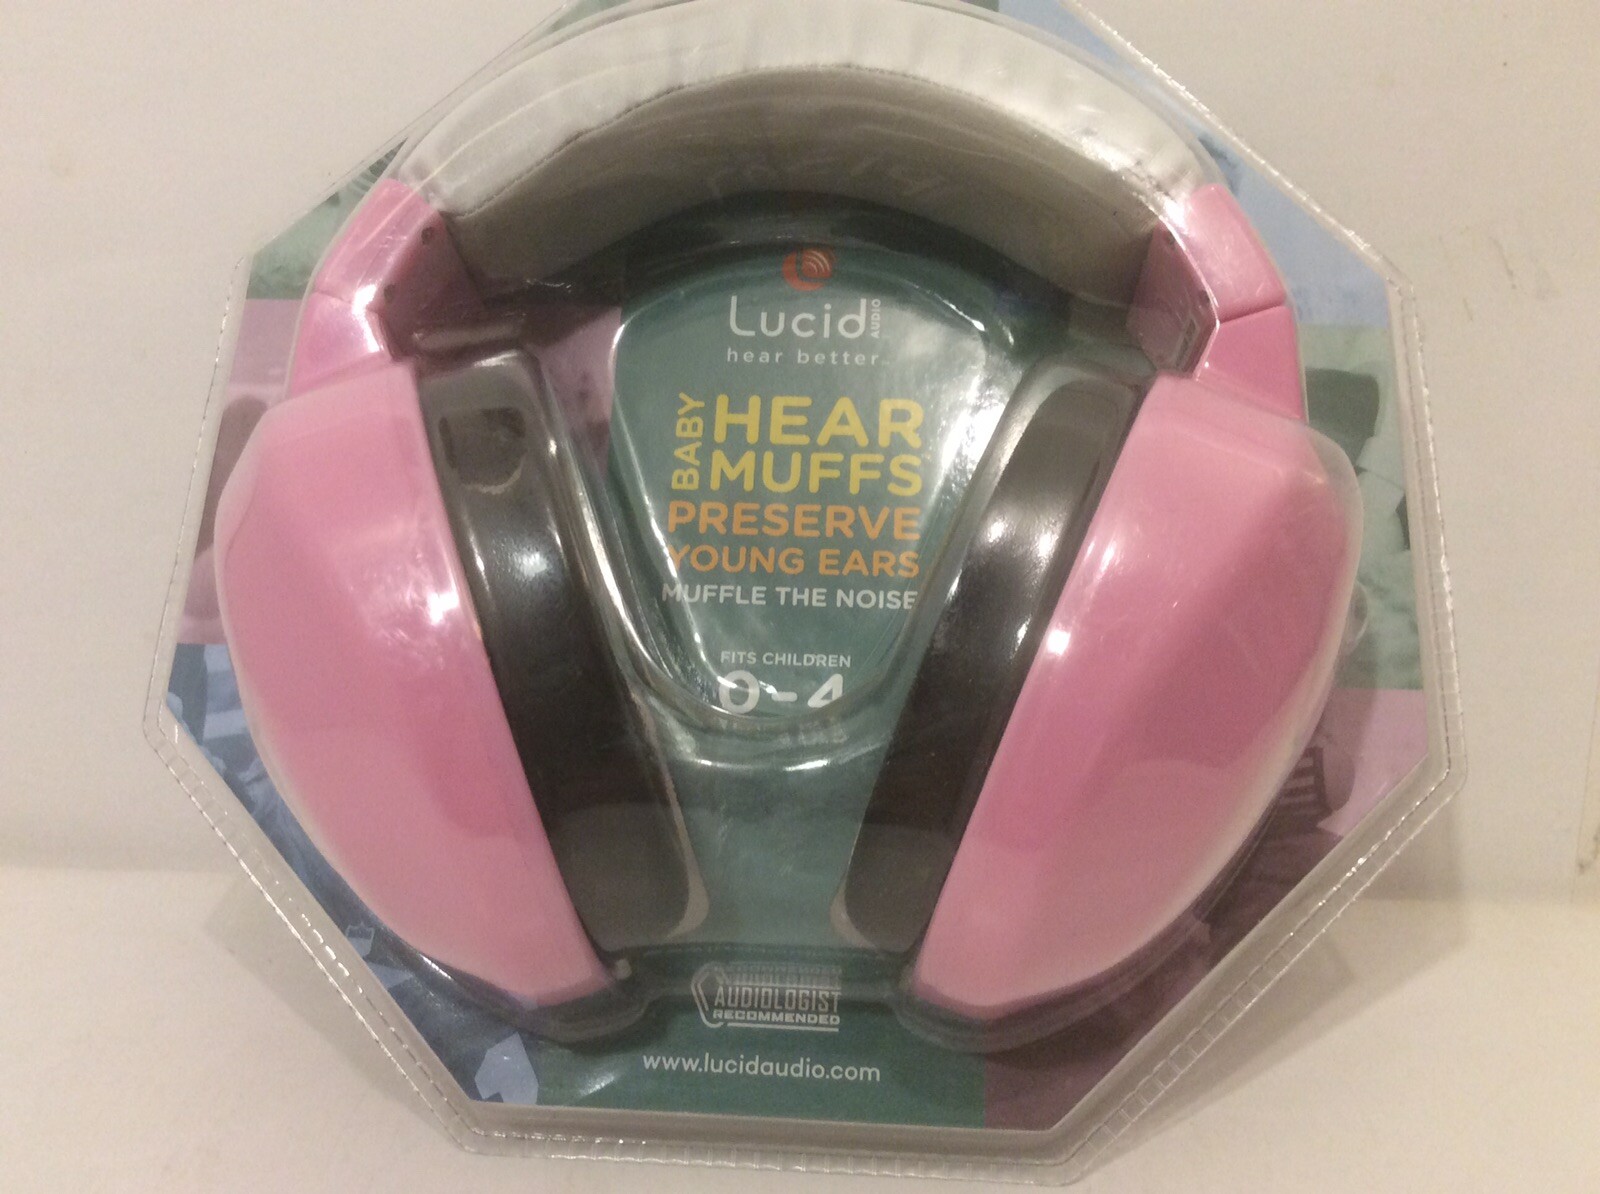 Lucid AUDIO
hear better
BABY HEAR
MUFFS
PRESERVE
YOUNG EARS
MUFFLE THE NOISE
FITS CHILDREN
0-4
AUDIOLOGIST
RECOMMENDED
www.lucidaudio.com